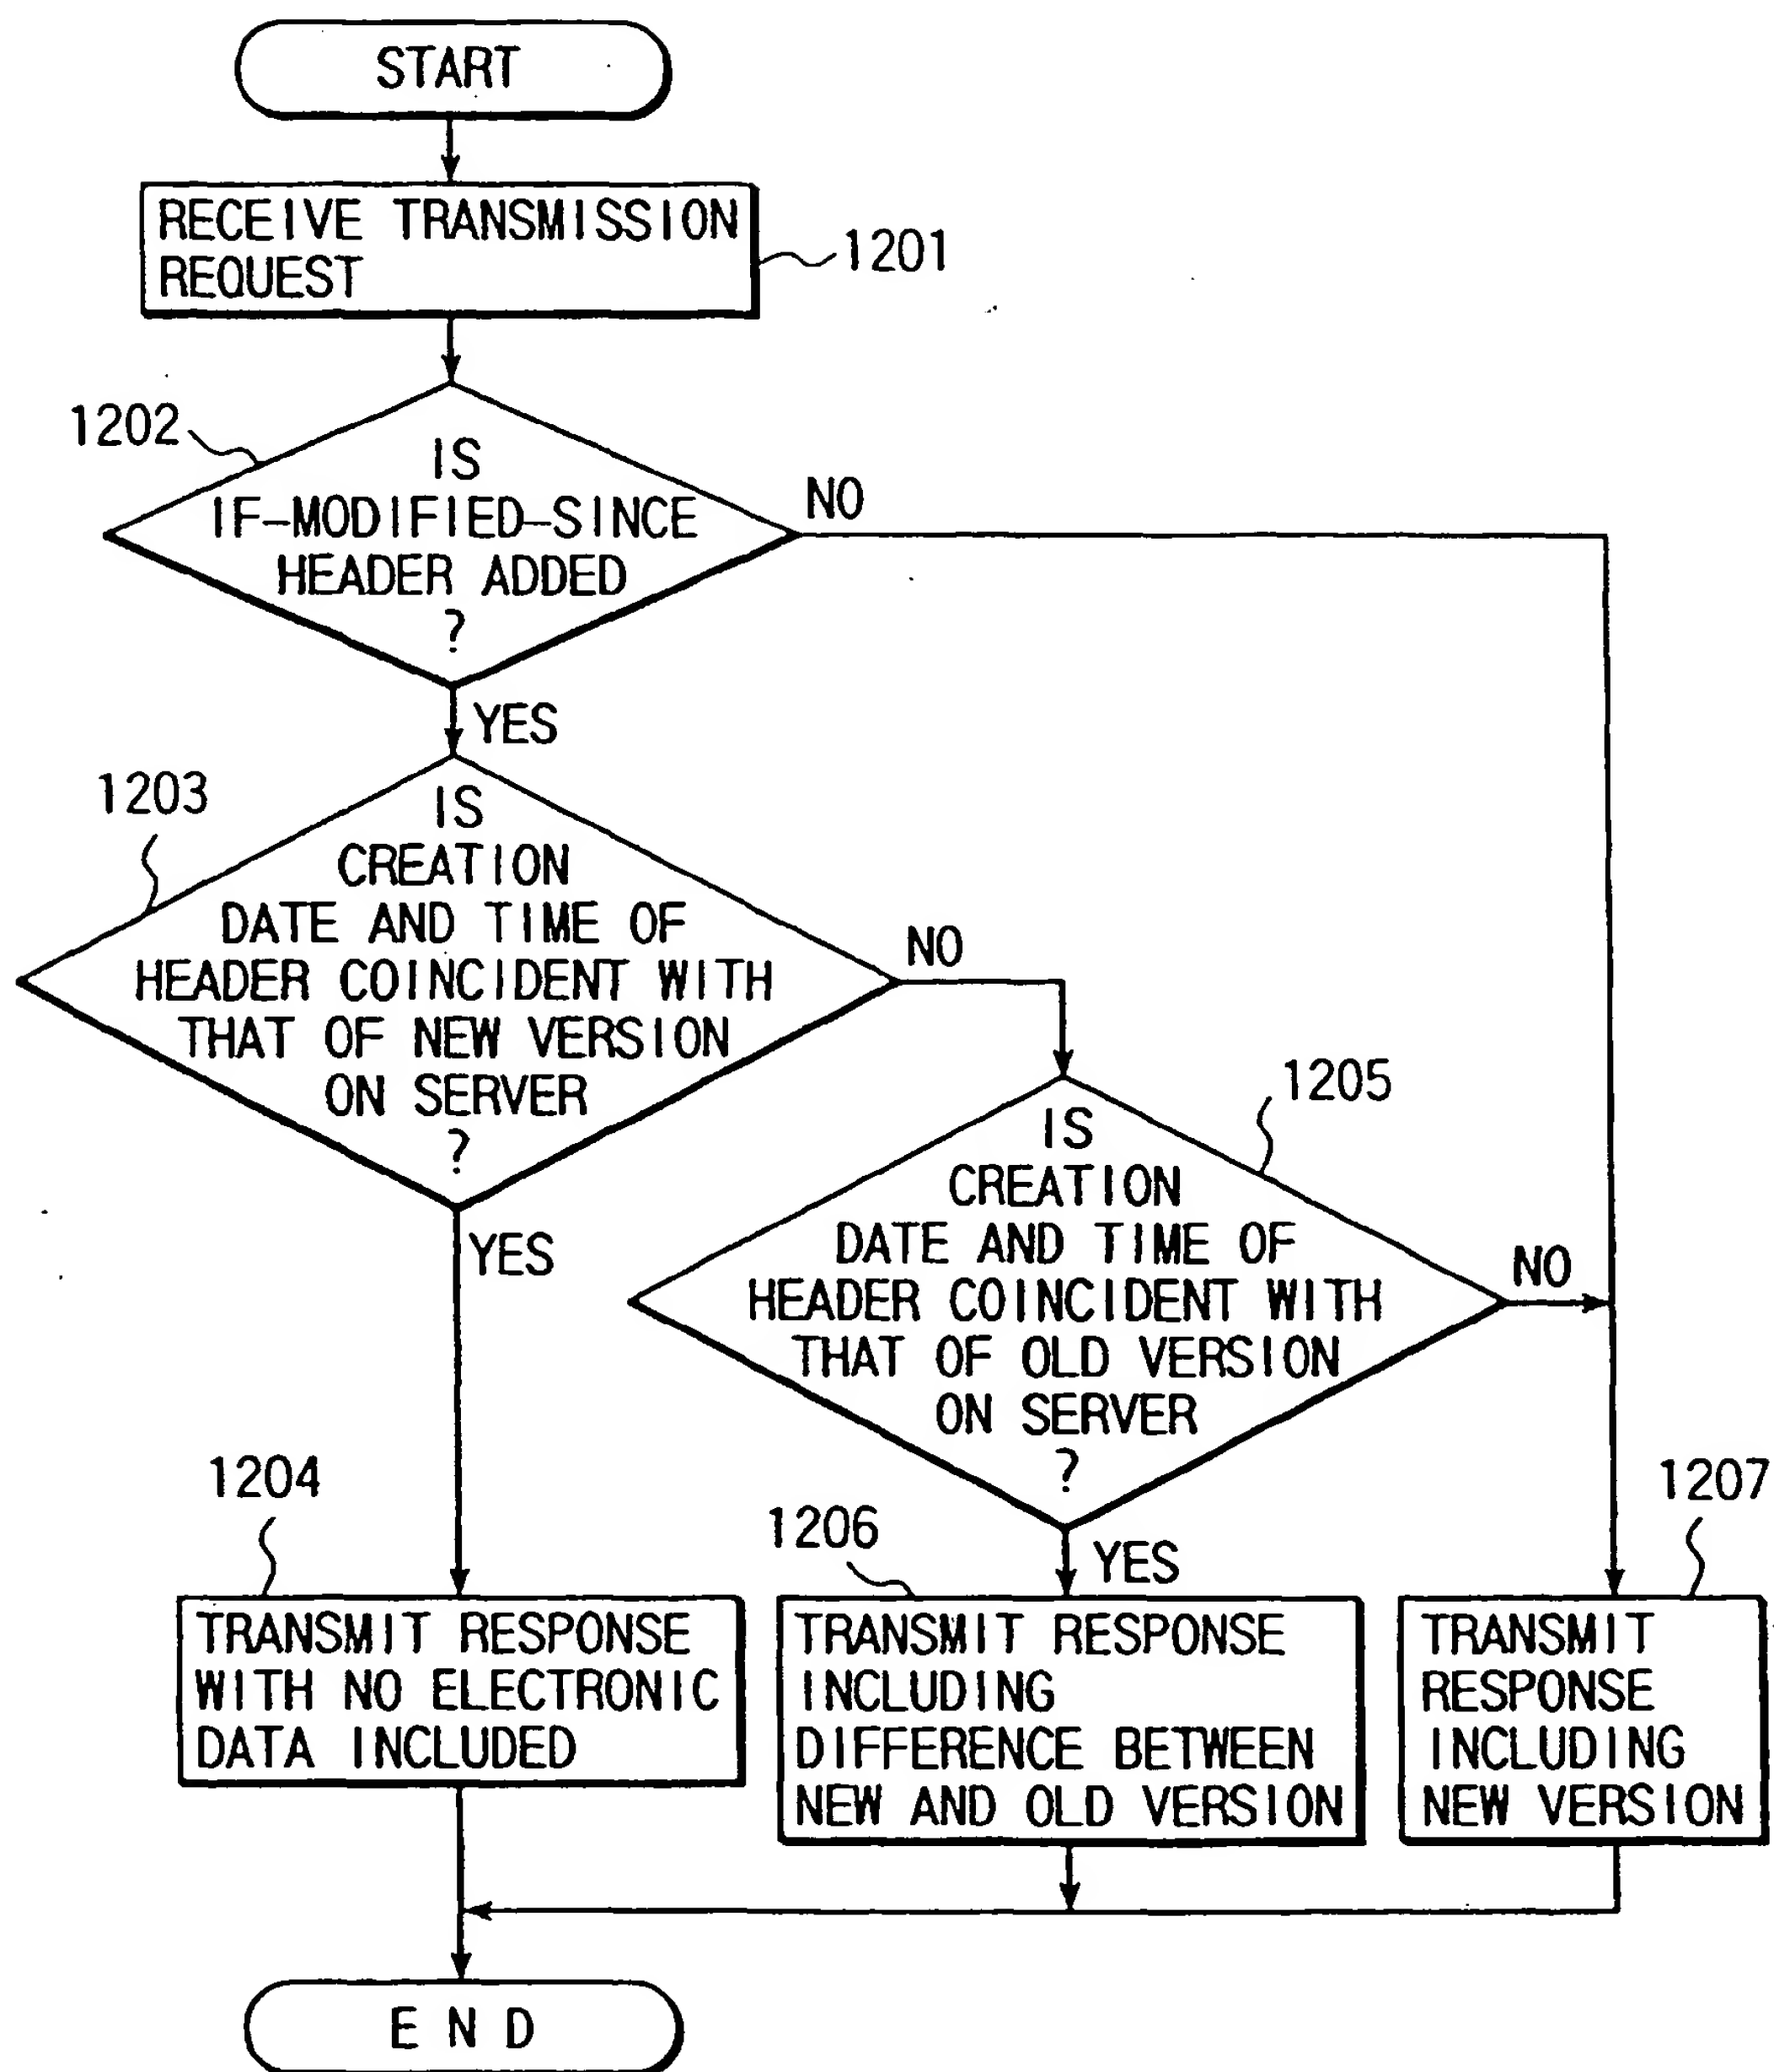 START
RECEIVE TRANSMISSION
REQUEST
1201
1202
IS
IF-MODIFIED-SINCE
HEADER ADDED
?
NO
YES
1203
IS
CREATION
DATE AND TIME OF
HEADER COINCIDENT WITH
THAT OF NEW VERSION
ON SERVER
?
NO
YES
1205
IS
CREATION
DATE AND TIME OF
HEADER COINCIDENT WITH
THAT OF OLD VERSION
ON SERVER
?
NO
YES
1204
TRANSMIT RESPONSE
WITH NO ELECTRONIC
DATA INCLUDED
1206
TRANSMIT RESPONSE
INCLUDING
DIFFERENCE BETWEEN
NEW AND OLD VERSION
1207
TRANSMIT
RESPONSE
INCLUDING
NEW VERSION
END